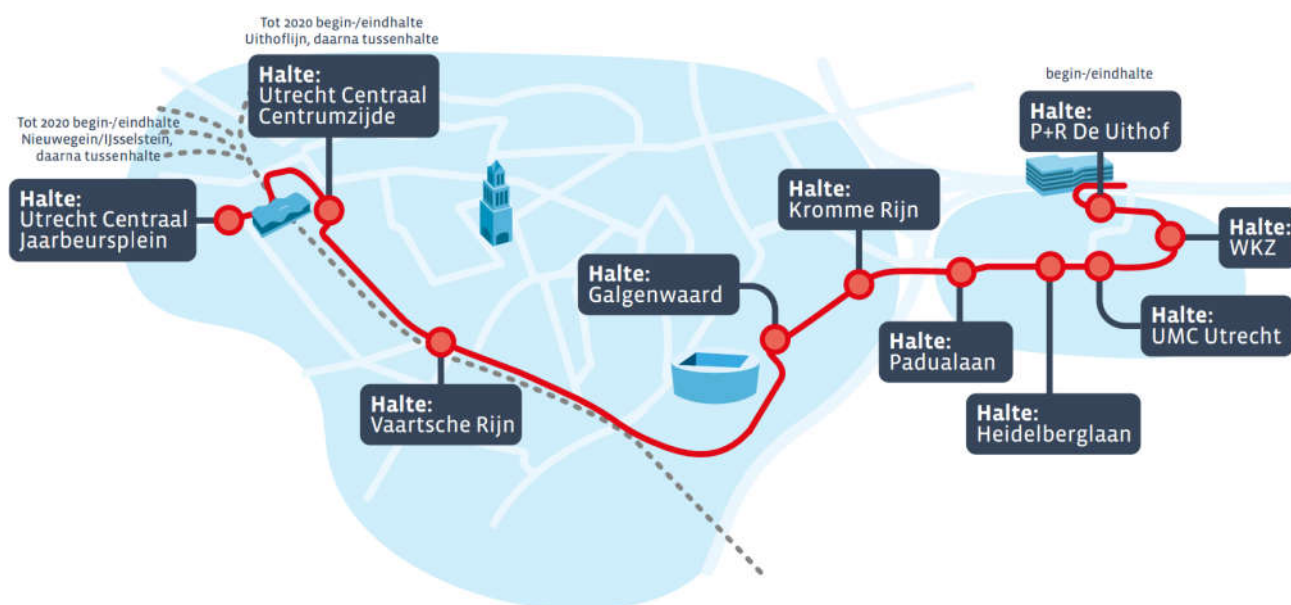 Tot 2020 begin-/eindhalte
Uithoflijn, daarna tussenhalte
Halte:
Utrecht Centraal
Centrumzijde
Tot 2020 begin-/eindhalte
Nieuwegein/IJsselstein,
daarna tussenhalte
Halte:
Utrecht Centraal
Jaarbeursplein
Halte:
Vaartsche Rijn
Halte:
Galgenwaard
Halte:
Kromme Rijn
Halte:
Padualaan
Halte:
Heidelberglaan
Halte:
UMC Utrecht
Halte:
WKZ
begin-/eindhalte
Halte:
P+R De Uithof